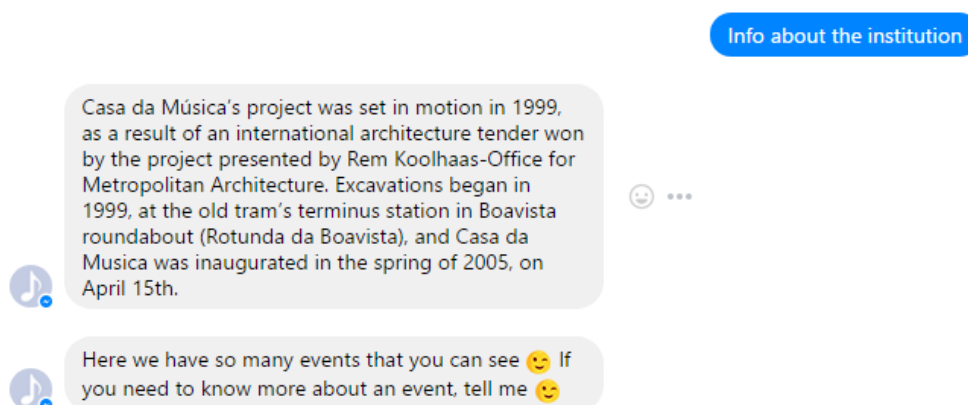 Info about the institution
Casa da Música's project was set in motion in 1999,
as a result of an international architecture tender won
by the project presented by Rem Koolhaas-Office for
Metropolitan Architecture. Excavations began in
1999, at the old tram's terminus station in Boavista
roundabout (Rotunda da Boavista), and Casa da
Musica was inaugurated in the spring of 2005, on
April 15th.
Here we have so many events that you can see 😉 If
you need to know more about an event, tell me 😉